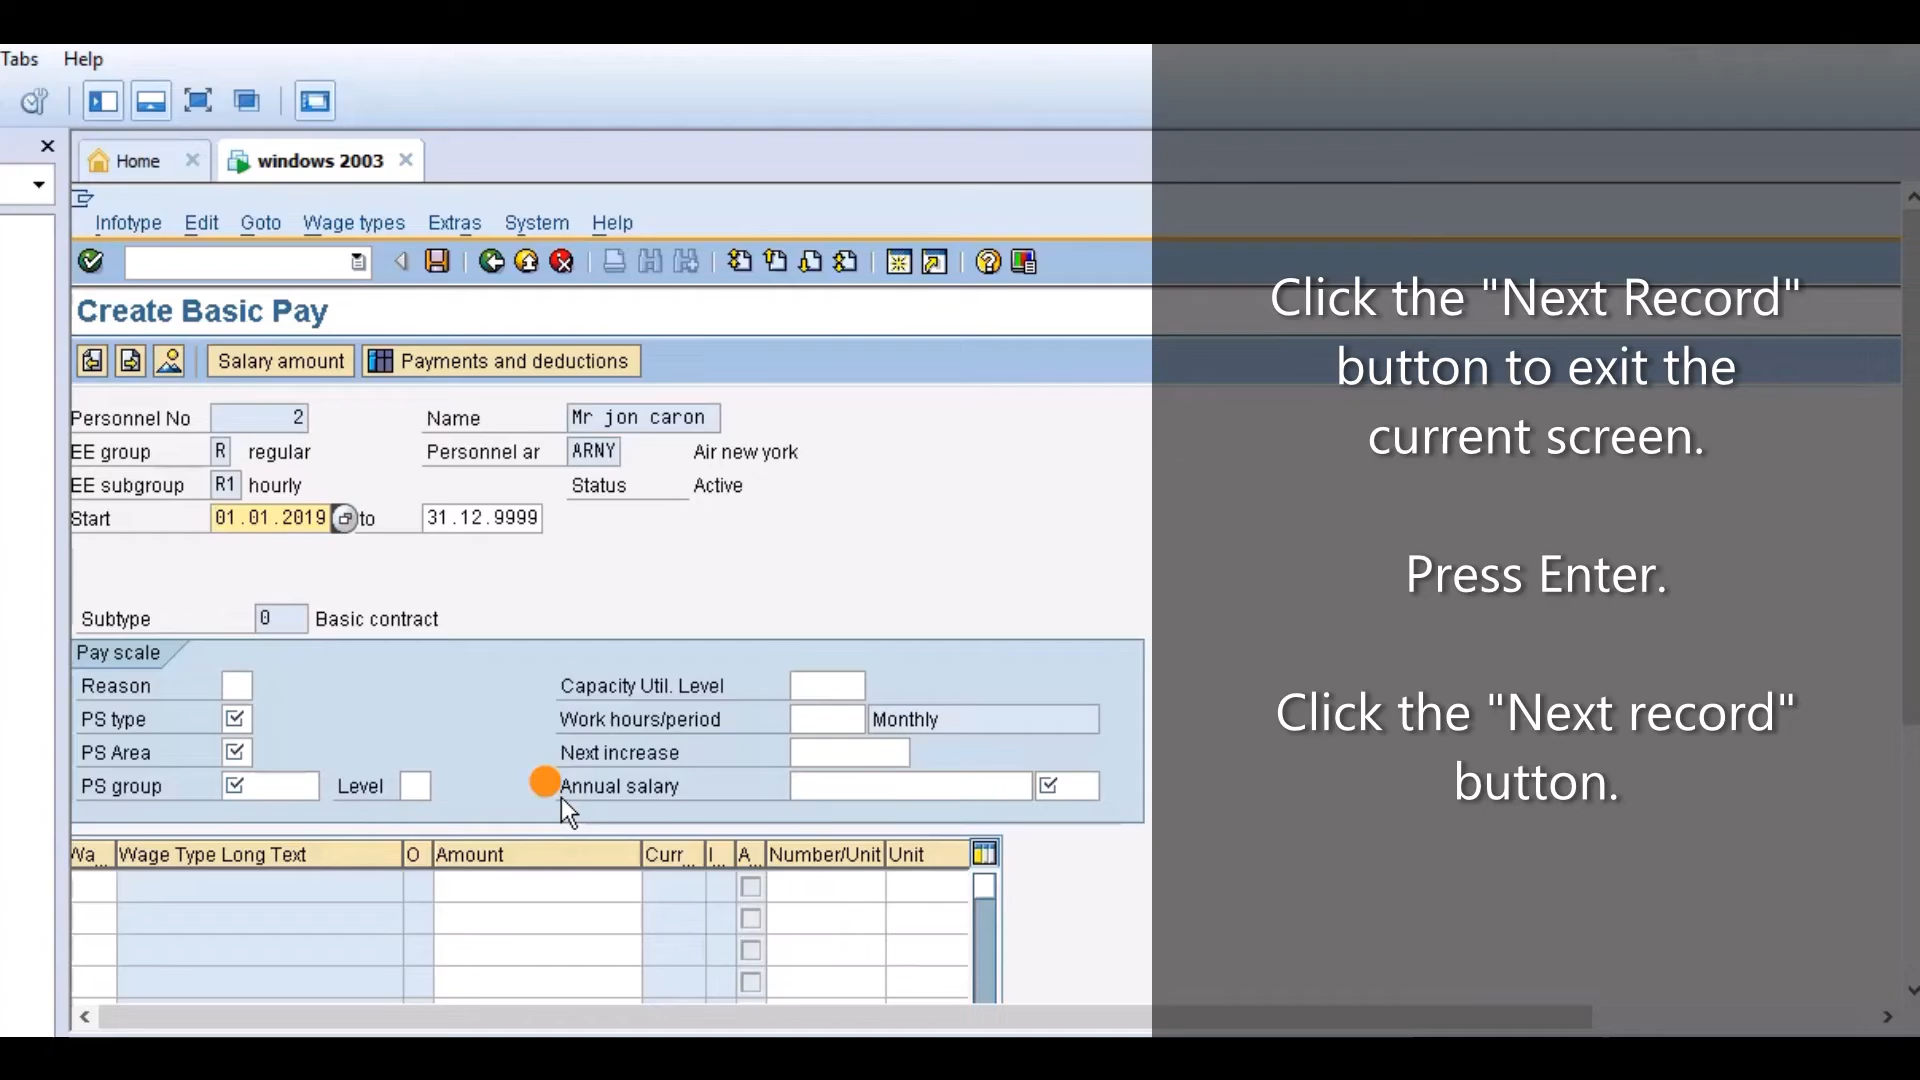 Tabs Help
Home windows 2003
Infotype Edit Goto Wage types Extras System Help
Create Basic Pay
Salary amount Payments and deductions
Personnel No 2 Name Mr jon caron
EE group R regular Personnel ar ARNY Air new york
EE subgroup R1 hourly Status Active
Start 01.01.2019 to 31.12.9999
Subtype 0 Basic contract
Pay scale
Reason Capacity Util. Level
PS type Work hours/period Monthly
PS Area Next increase
PS group Level Annual salary
Wa... Wage Type Long Text O Amount Curr... I... A... Number/Unit Unit
Click the "Next Record"
button to exit the
current screen.
Press Enter.
Click the "Next record"
button.